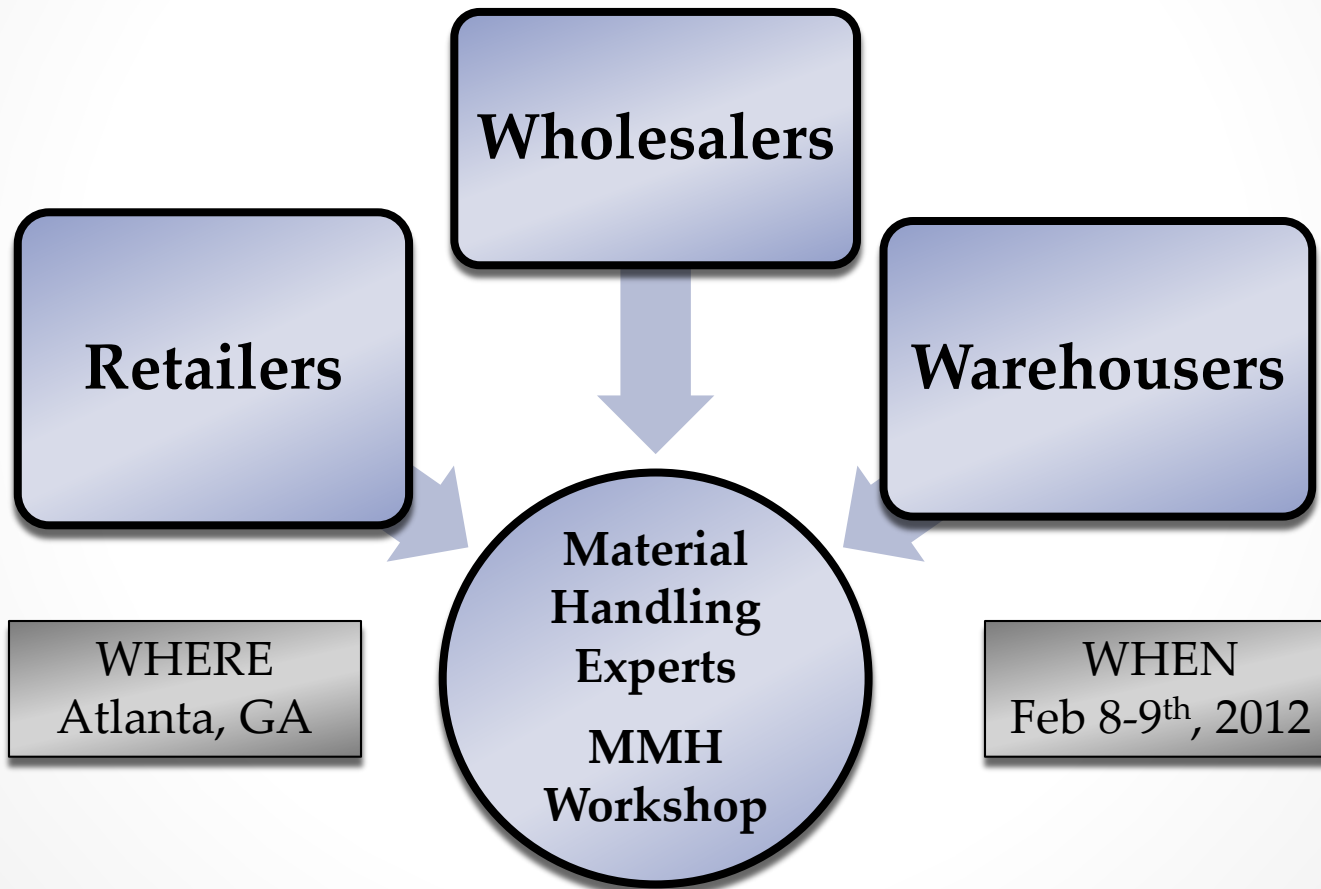 Wholesalers
Retailers
Warehousers
Material
Handling
Experts
MMH
Workshop
WHERE
Atlanta, GA
WHEN
Feb 8-9th, 2012